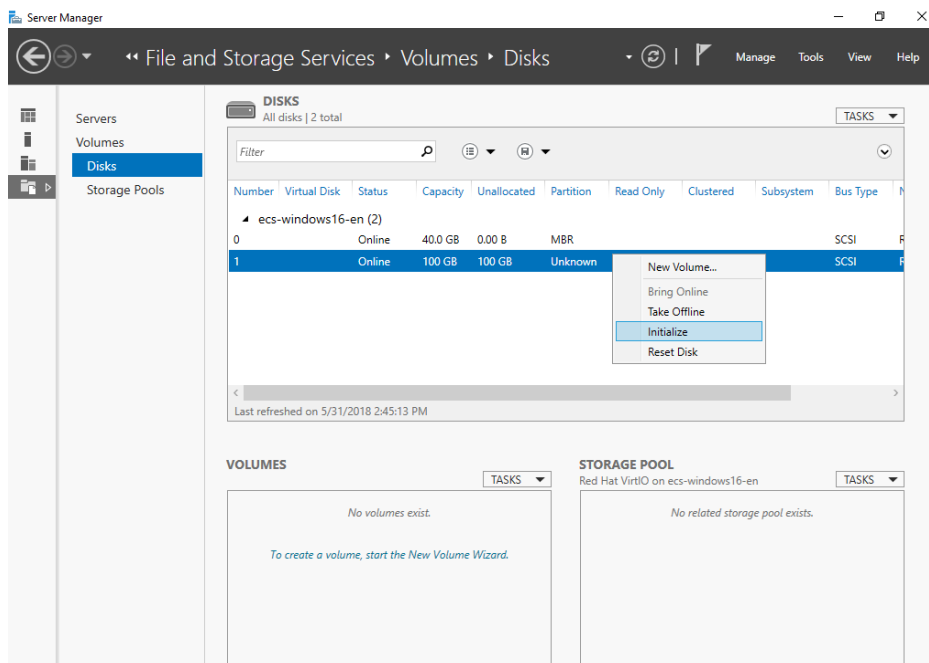 Server Manager
File and Storage Services Volumes Disks
Manage Tools View Help
Servers
Volumes
Disks
Storage Pools
DISKS
All disks | 2 total
TASKS
Filter
Number Virtual Disk Status Capacity Unallocated Partition Read Only Clustered Subsystem Bus Type N
ecs-windows16-en (2)
0 Online 40.0 GB 0.00 B MBR SCSI R
1 Online 100 GB 100 GB Unknown SCSI R
New Volume...
Bring Online
Take Offline
Initialize
Reset Disk
Last refreshed on 5/31/2018 2:45:13 PM
VOLUMES
TASKS
No volumes exist.
To create a volume, start the New Volume Wizard.
STORAGE POOL
Red Hat VirtIO on ecs-windows16-en
TASKS
No related storage pool exists.